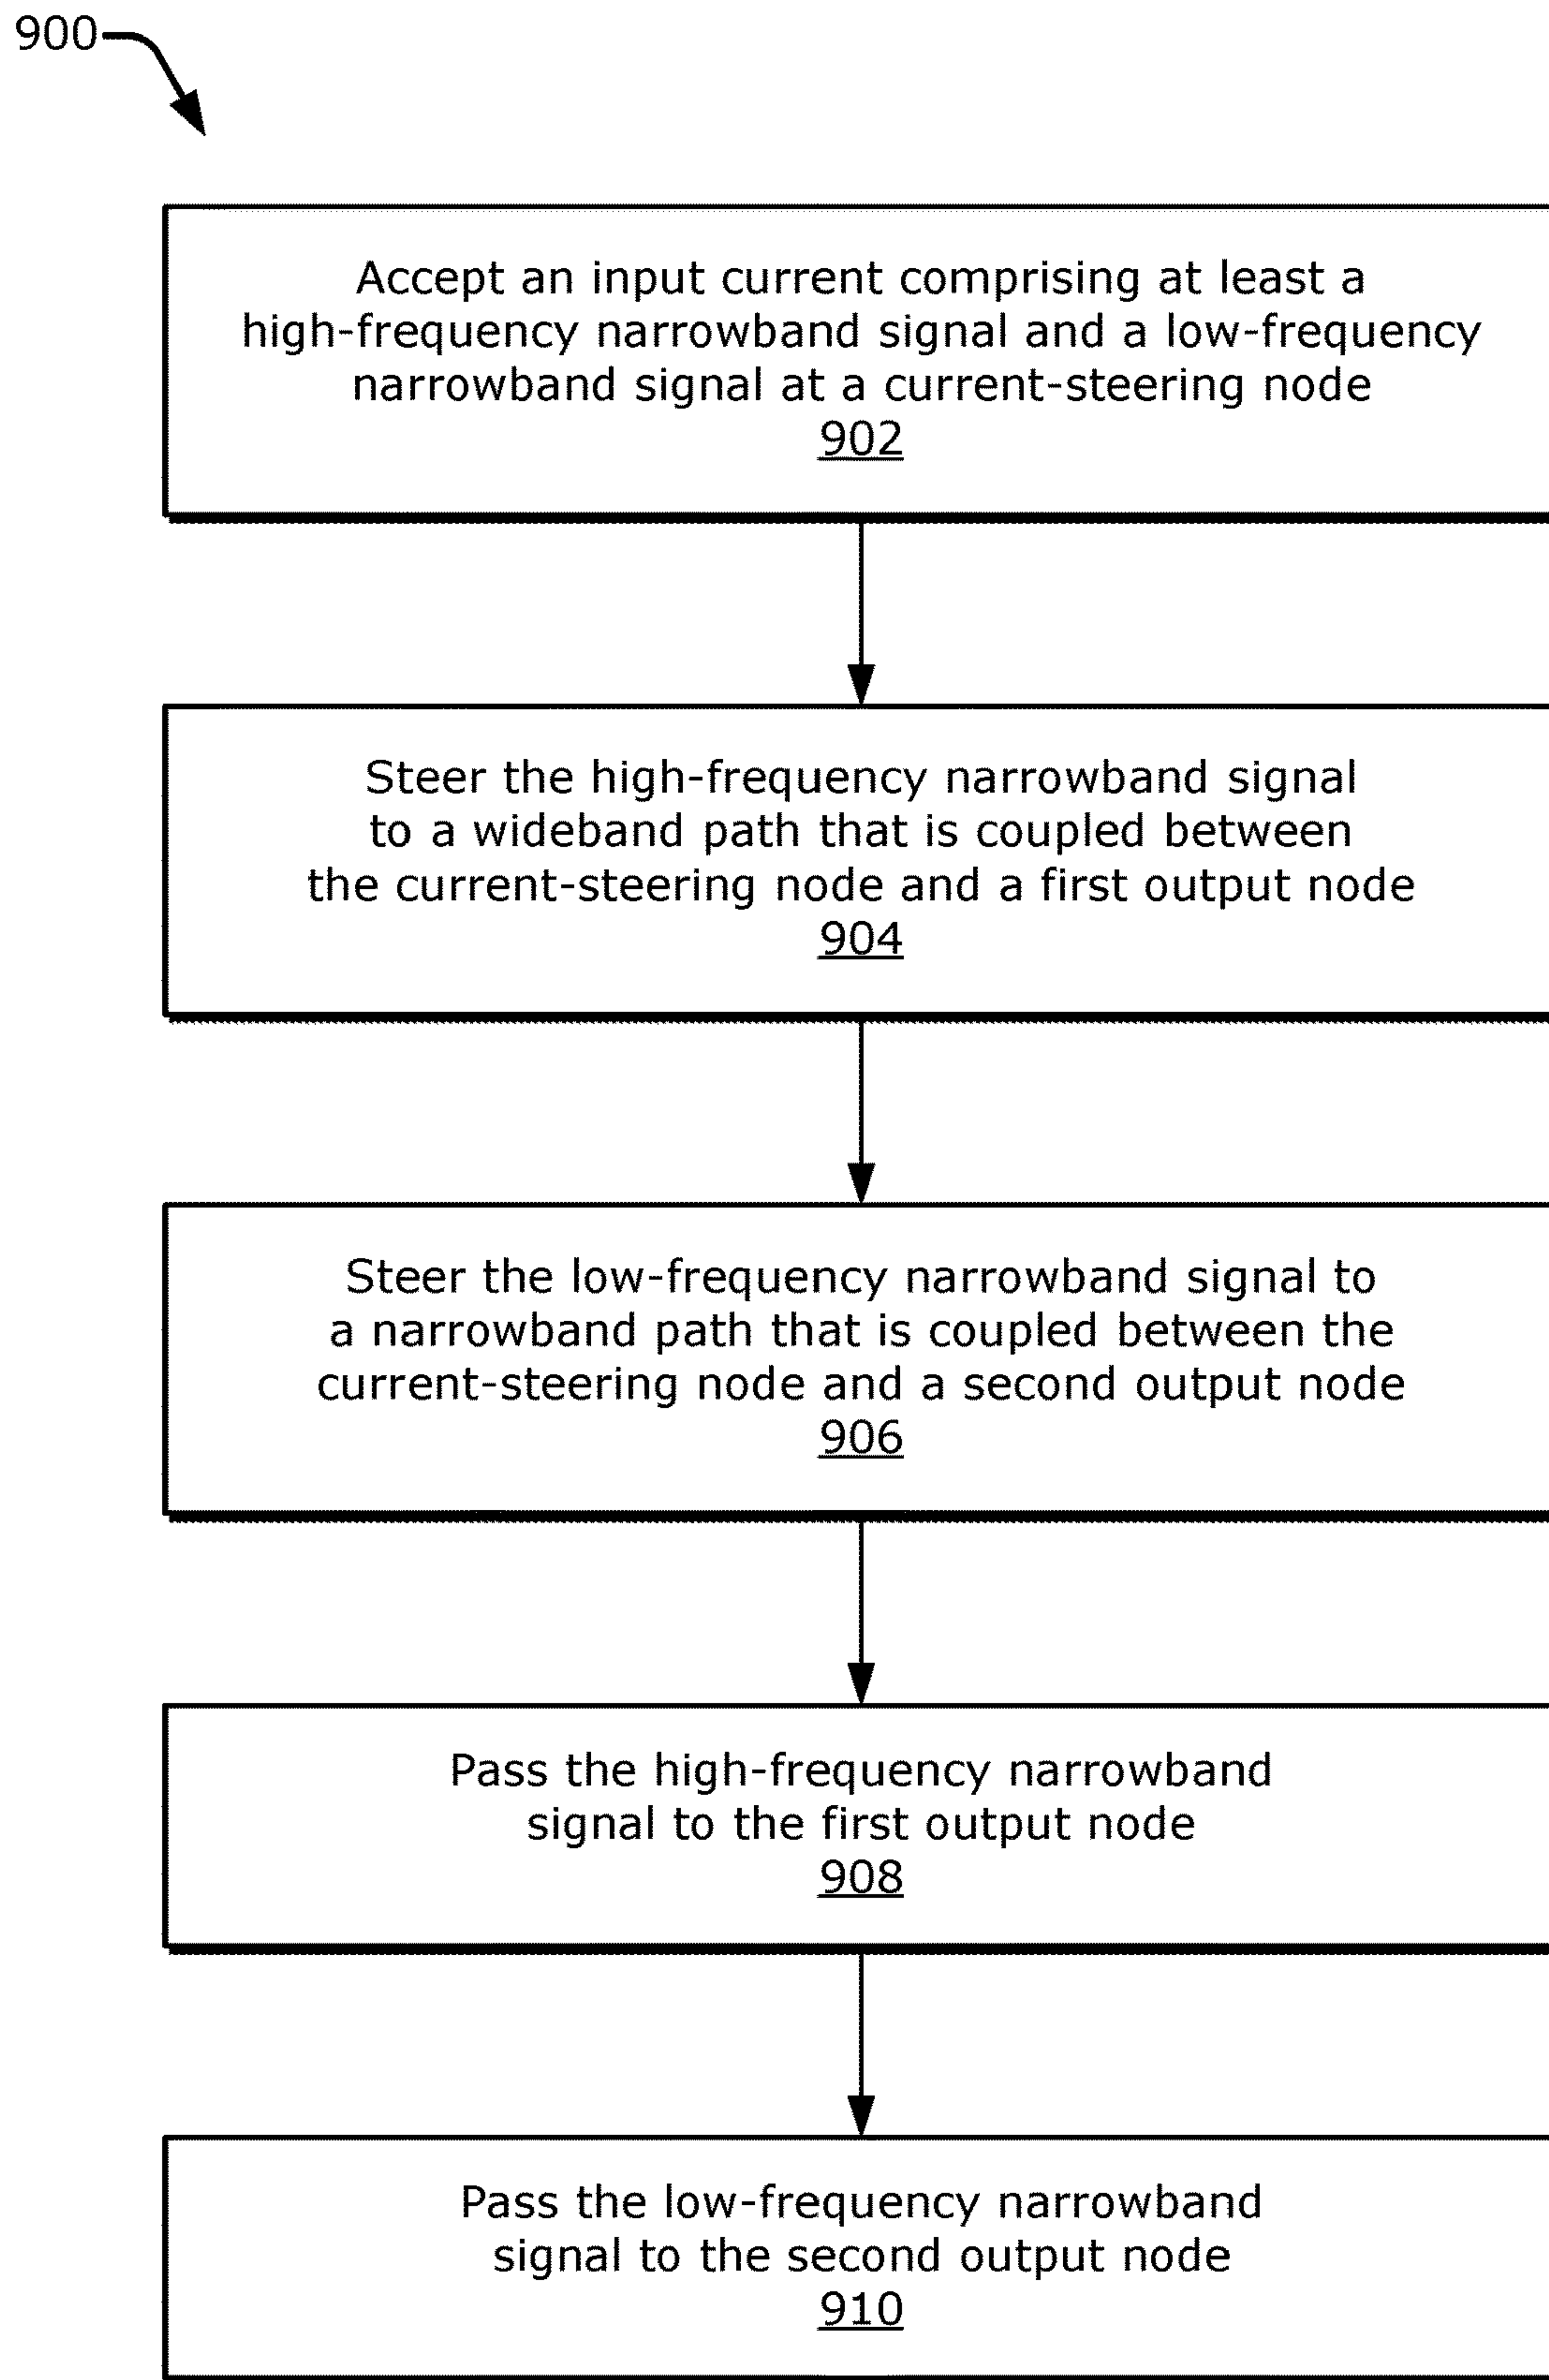 900
Accept an input current comprising at least a
high-frequency narrowband signal and a low-frequency
narrowband signal at a current-steering node
902
Steer the high-frequency narrowband signal
to a wideband path that is coupled between
the current-steering node and a first output node
904
Steer the low-frequency narrowband signal to
a narrowband path that is coupled between the
current-steering node and a second output node
906
Pass the high-frequency narrowband
signal to the first output node
908
Pass the low-frequency narrowband
signal to the second output node
910